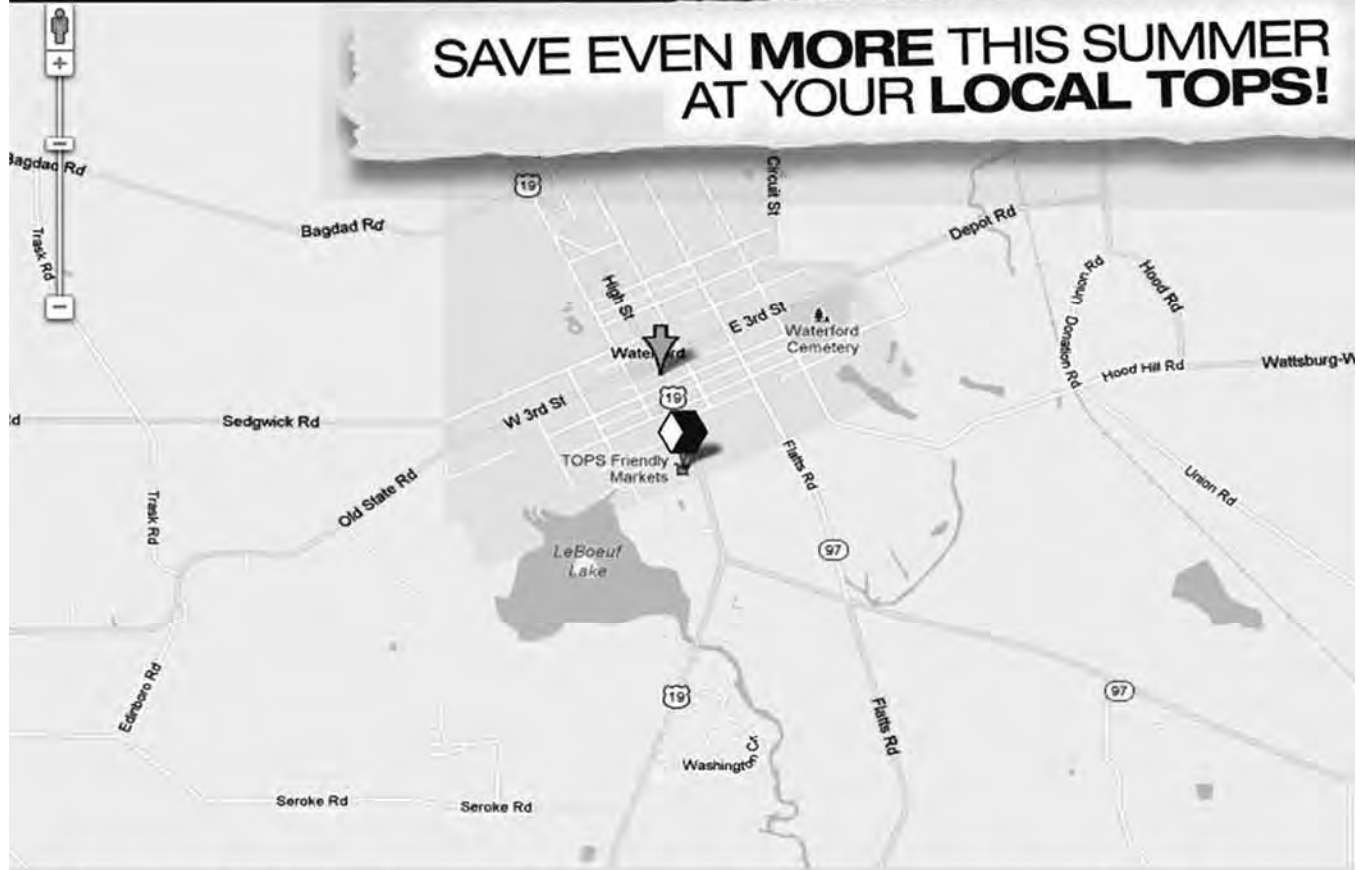 SAVE EVEN MORE THIS SUMMER
AT YOUR LOCAL TOPS!
Bagdad Rd
Bagdad Rd
19
Circuit St
Trask Rd
Depot Rd
High St
Union Rd
Hood Rd
E 3rd St
Waterford
Cemetery
Waterford
Donation Rd
Hood Hill Rd
Wattsburg-W
19
W 3rd St
Sedgwick Rd
d
TOPS Friendly
Markets
Flatts Rd
Old State Rd
Trask Rd
Union Rd
LeBoeuf
Lake
97
Edinboro Rd
19
97
Flatts Rd
Washington Cr
Seroke Rd
Seroke Rd